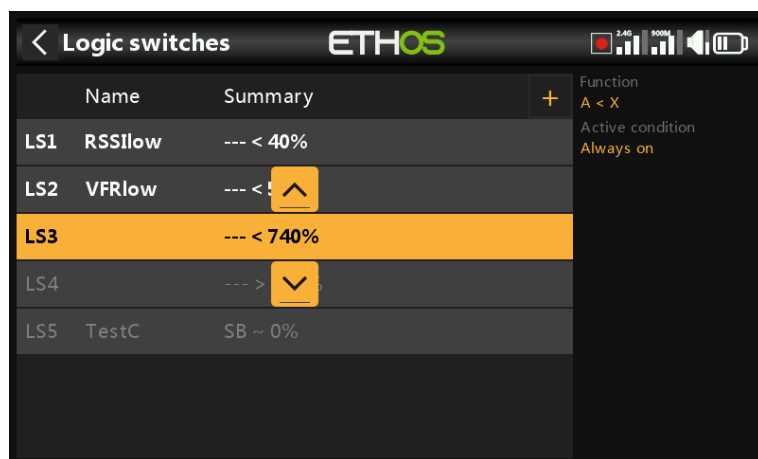 Logic switches
ETHOS
2.4G
900M
Name Summary +
LS1 RSSIlow --- < 40%
LS2 VFRlow --- <
LS3 --- < 740%
LS4 --- >
LS5 TestC SB ~ 0%
Function
A < X
Active condition
Always on